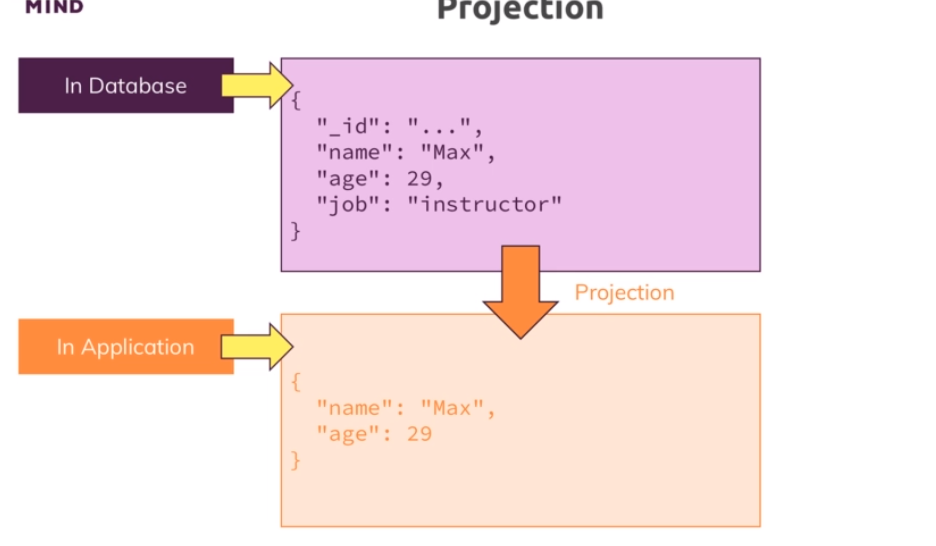 MIND
Projection
In Database
{
"_id": "...",
"name": "Max",
"age": 29,
"job": "instructor"
}
Projection
In Application
{
"name": "Max",
"age": 29
}